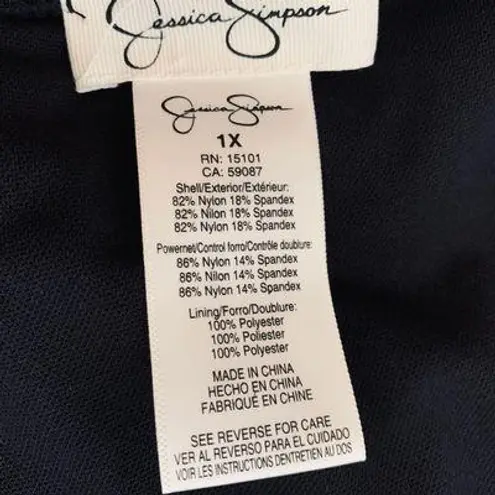 Jessica Simpson
Jessica Simpson
1X
RN: 15101
CA: 59087
Shell/Exterior/Extérieur:
82% Nylon 18% Spandex
82% Nilon 18% Spandex
82% Nylon 18% Spandex
Powernet/Control forro/Contrôle doublure:
86% Nylon 14% Spandex
86% Nilon 14% Spandex
86% Nylon 14% Spandex
Lining/Forro/Doublure:
100% Polyester
100% Poliester
100% Polyester
MADE IN CHINA
HECHO EN CHINA
FABRIQUÉ EN CHINE
SEE REVERSE FOR CARE
VER AL REVERSO PARA EL CUIDADO
VOIR LES INSTRUCTIONS DENTRETIEN AU DOS